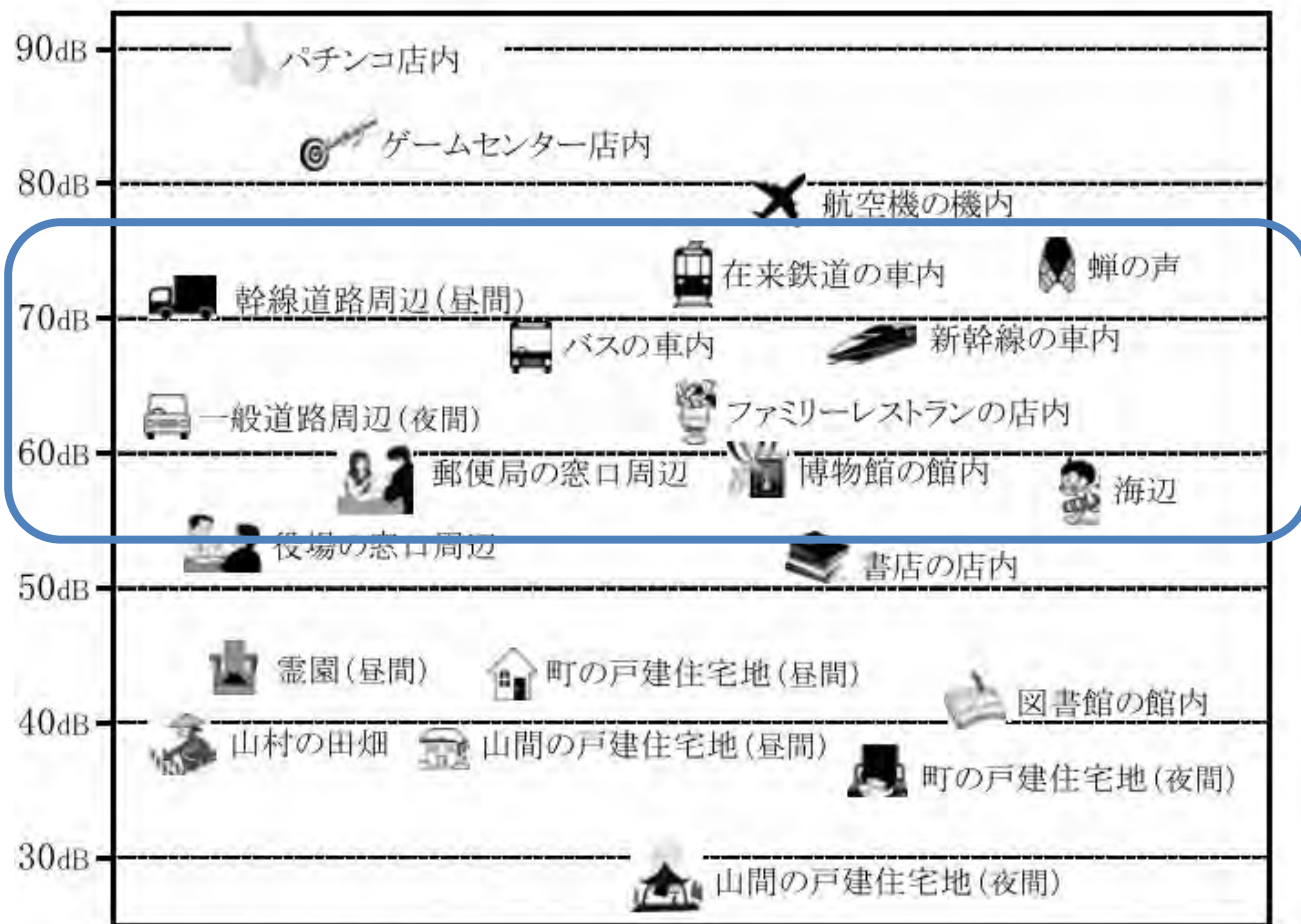 90dB
パチンコ店内
ゲームセンター店内
80dB
航空機の機内
在来鉄道の車内
蝉の声
幹線道路周辺(昼間)
70dB
バスの車内
新幹線の車内
一般道路周辺(夜間)
ファミリーレストランの店内
60dB
郵便局の窓口周辺
博物館の館内
海辺
役場の窓口周辺
書店の店内
50dB
霊園(昼間)
町の戸建住宅地(昼間)
図書館の館内
40dB
山村の田畑
山間の戸建住宅地(昼間)
町の戸建住宅地(夜間)
30dB
山間の戸建住宅地(夜間)